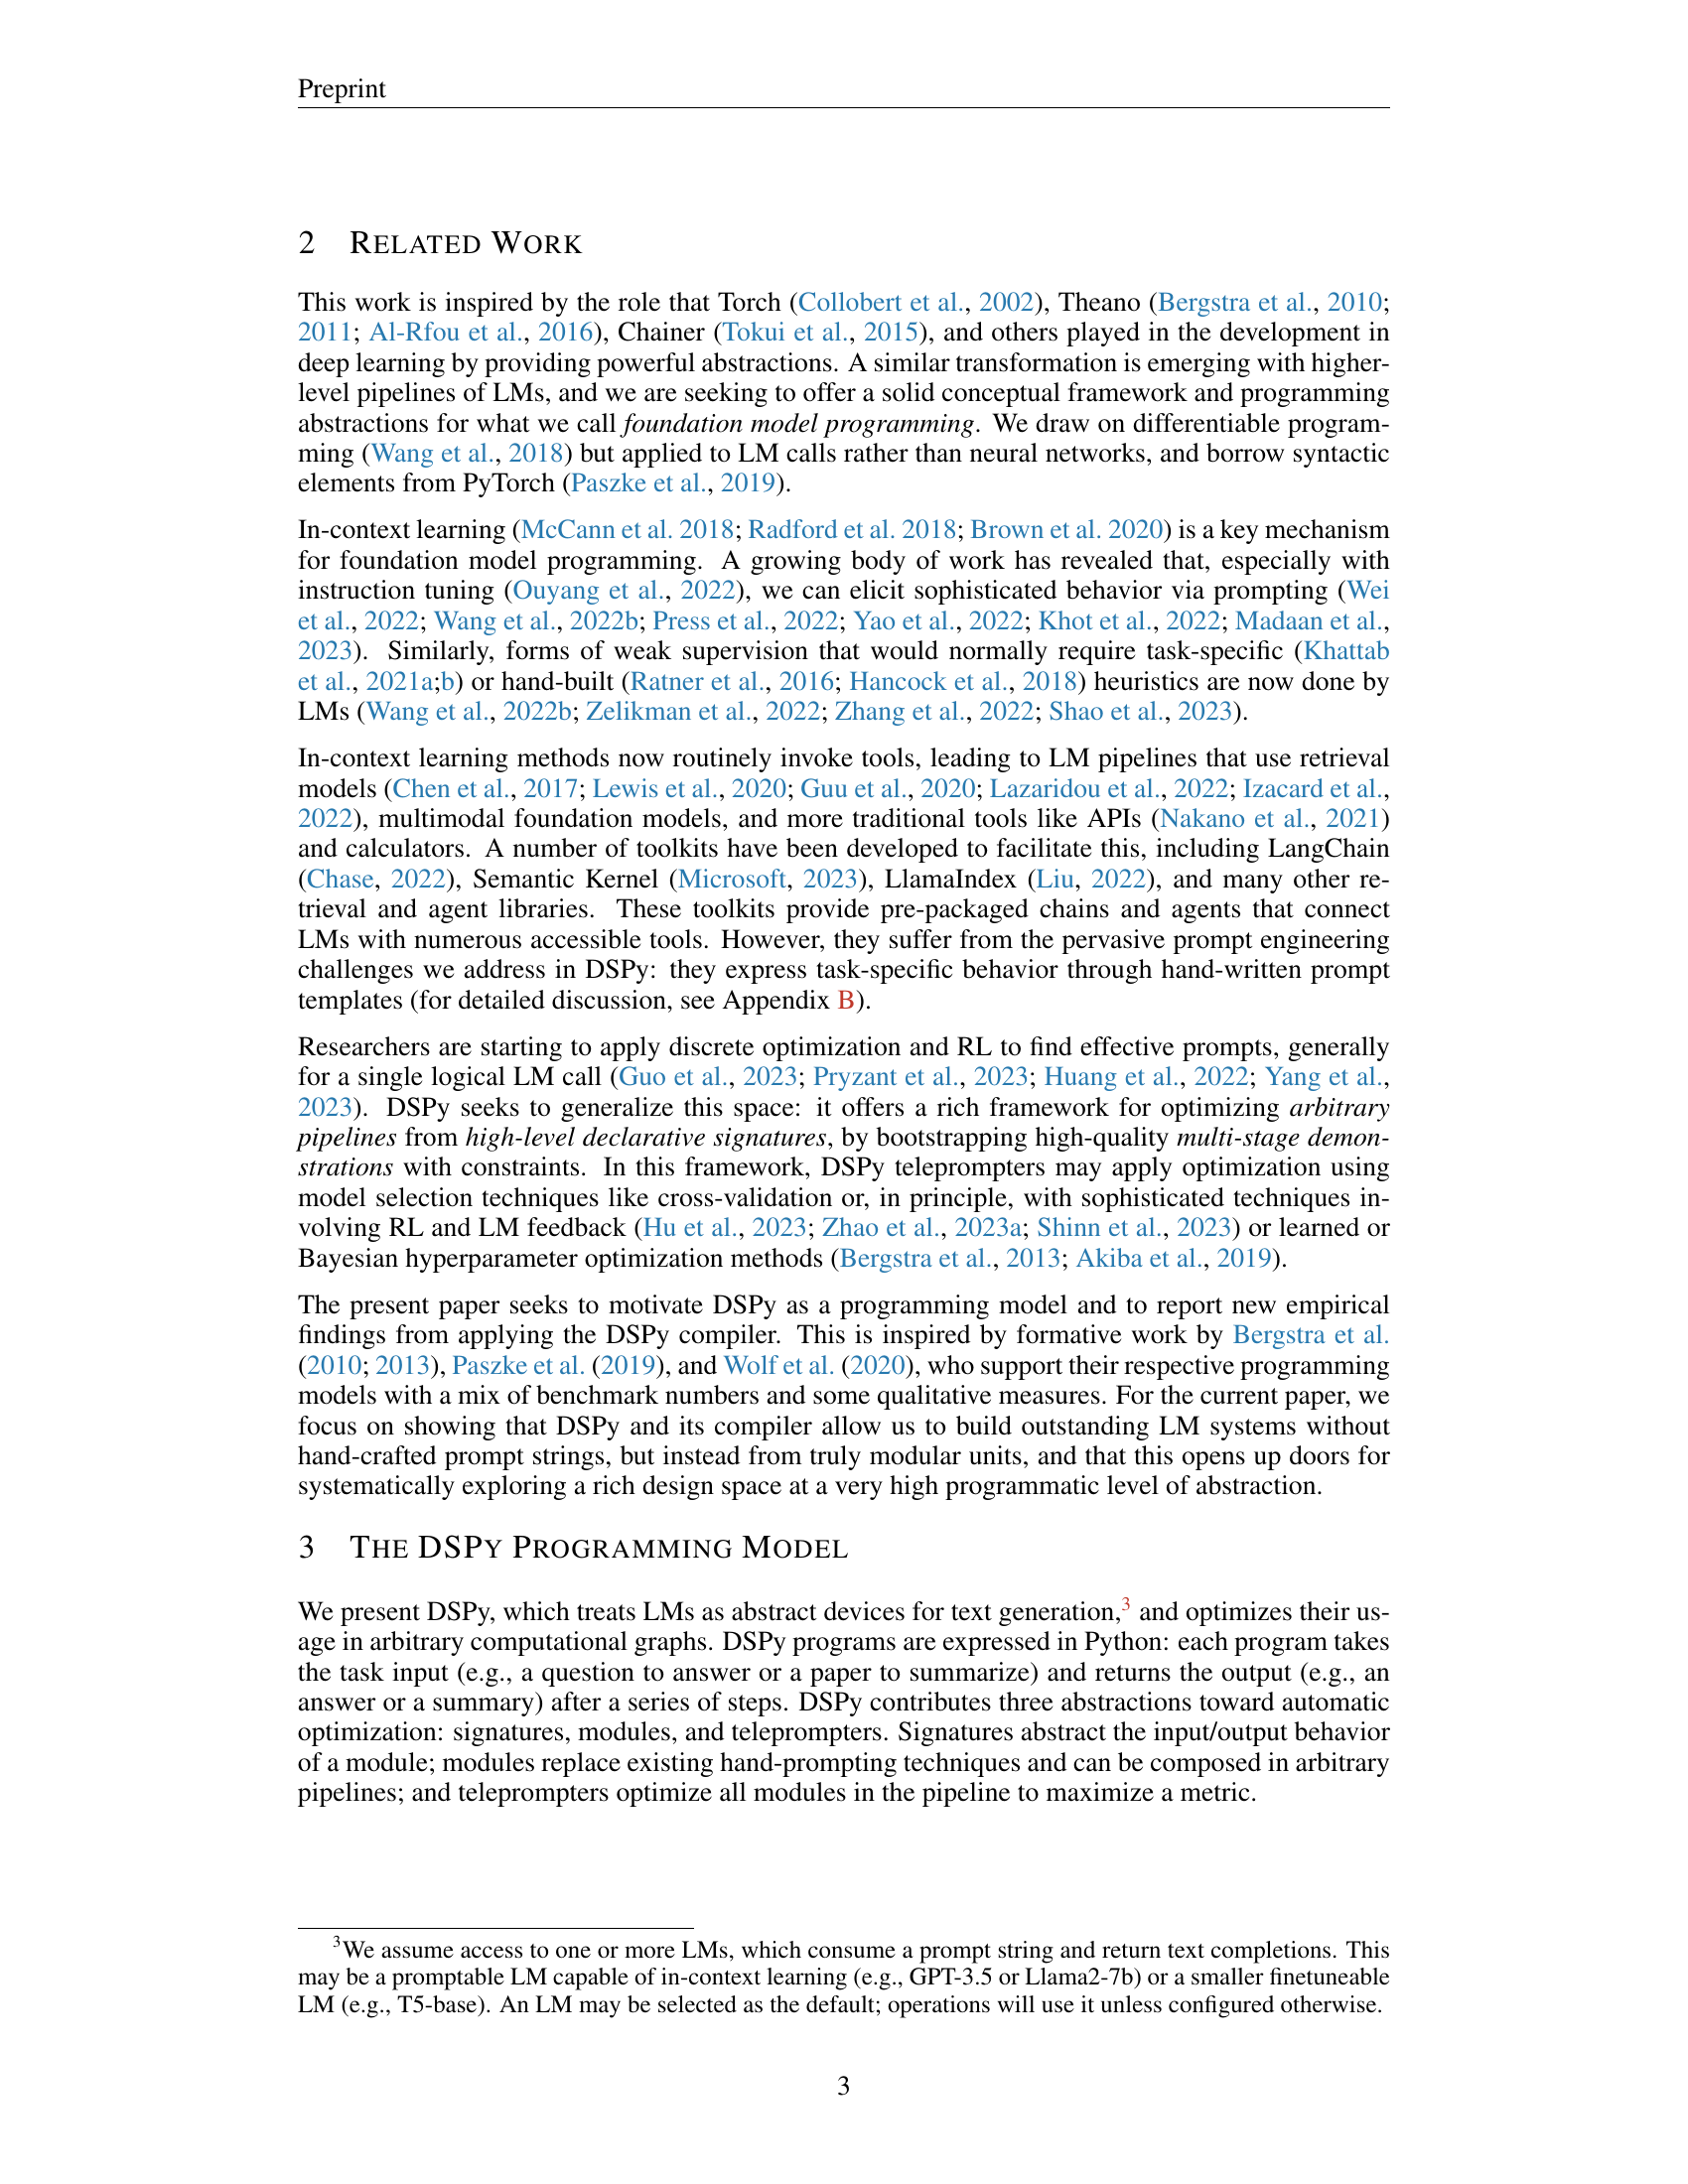 Preprint
2 RELATED WORK
This work is inspired by the role that Torch (Collobert et al., 2002), Theano (Bergstra et al., 2010;
2011; Al-Rfou et al., 2016), Chainer (Tokui et al., 2015), and others played in the development in
deep learning by providing powerful abstractions. A similar transformation is emerging with higher-
level pipelines of LMs, and we are seeking to offer a solid conceptual framework and programming
abstractions for what we call foundation model programming. We draw on differentiable program-
ming (Wang et al., 2018) but applied to LM calls rather than neural networks, and borrow syntactic
elements from PyTorch (Paszke et al., 2019).
In-context learning (McCann et al. 2018; Radford et al. 2018; Brown et al. 2020) is a key mechanism
for foundation model programming. A growing body of work has revealed that, especially with
instruction tuning (Ouyang et al., 2022), we can elicit sophisticated behavior via prompting (Wei
et al., 2022; Wang et al., 2022b; Press et al., 2022; Yao et al., 2022; Khot et al., 2022; Madaan et al.,
2023). Similarly, forms of weak supervision that would normally require task-specific (Khattab
et al., 2021a;b) or hand-built (Ratner et al., 2016; Hancock et al., 2018) heuristics are now done by
LMs (Wang et al., 2022b; Zelikman et al., 2022; Zhang et al., 2022; Shao et al., 2023).
In-context learning methods now routinely invoke tools, leading to LM pipelines that use retrieval
models (Chen et al., 2017; Lewis et al., 2020; Guu et al., 2020; Lazaridou et al., 2022; Izacard et al.,
2022), multimodal foundation models, and more traditional tools like APIs (Nakano et al., 2021)
and calculators. A number of toolkits have been developed to facilitate this, including LangChain
(Chase, 2022), Semantic Kernel (Microsoft, 2023), LlamaIndex (Liu, 2022), and many other re-
trieval and agent libraries. These toolkits provide pre-packaged chains and agents that connect
LMs with numerous accessible tools. However, they suffer from the pervasive prompt engineering
challenges we address in DSPy: they express task-specific behavior through hand-written prompt
templates (for detailed discussion, see Appendix B).
Researchers are starting to apply discrete optimization and RL to find effective prompts, generally
for a single logical LM call (Guo et al., 2023; Pryzant et al., 2023; Huang et al., 2022; Yang et al.,
2023). DSPy seeks to generalize this space: it offers a rich framework for optimizing arbitrary
pipelines from high-level declarative signatures, by bootstrapping high-quality multi-stage demon-
strations with constraints. In this framework, DSPy teleprompters may apply optimization using
model selection techniques like cross-validation or, in principle, with sophisticated techniques in-
volving RL and LM feedback (Hu et al., 2023; Zhao et al., 2023a; Shinn et al., 2023) or learned or
Bayesian hyperparameter optimization methods (Bergstra et al., 2013; Akiba et al., 2019).
The present paper seeks to motivate DSPy as a programming model and to report new empirical
findings from applying the DSPy compiler. This is inspired by formative work by Bergstra et al.
(2010; 2013), Paszke et al. (2019), and Wolf et al. (2020), who support their respective programming
models with a mix of benchmark numbers and some qualitative measures. For the current paper, we
focus on showing that DSPy and its compiler allow us to build outstanding LM systems without
hand-crafted prompt strings, but instead from truly modular units, and that this opens up doors for
systematically exploring a rich design space at a very high programmatic level of abstraction.
3 THE DSPY PROGRAMMING MODEL
We present DSPy, which treats LMs as abstract devices for text generation,3 and optimizes their us-
age in arbitrary computational graphs. DSPy programs are expressed in Python: each program takes
the task input (e.g., a question to answer or a paper to summarize) and returns the output (e.g., an
answer or a summary) after a series of steps. DSPy contributes three abstractions toward automatic
optimization: signatures, modules, and teleprompters. Signatures abstract the input/output behavior
of a module; modules replace existing hand-prompting techniques and can be composed in arbitrary
pipelines; and teleprompters optimize all modules in the pipeline to maximize a metric.
3We assume access to one or more LMs, which consume a prompt string and return text completions. This
may be a promptable LM capable of in-context learning (e.g., GPT-3.5 or Llama2-7b) or a smaller finetuneable
LM (e.g., T5-base). An LM may be selected as the default; operations will use it unless configured otherwise.
3